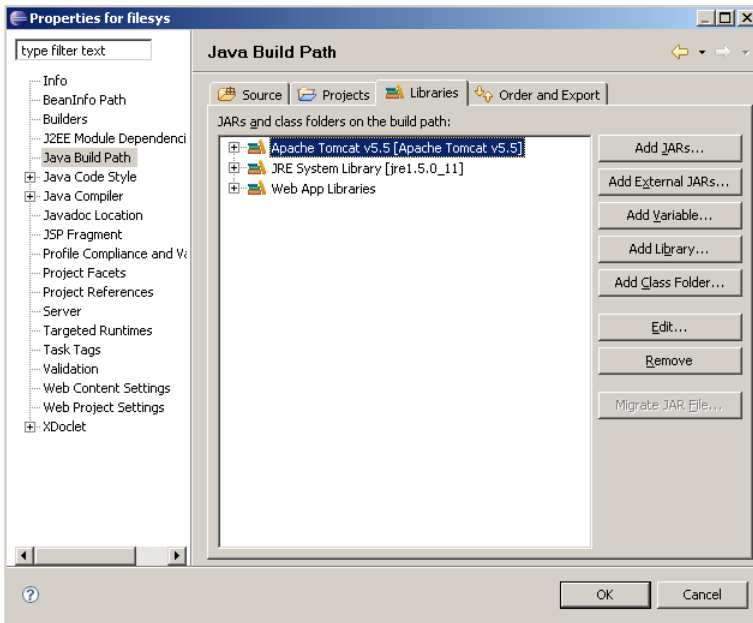 Properties for filesys
type filter text
Info
BeanInfo Path
Builders
J2EE Module Dependenci
Java Build Path
Java Code Style
Java Compiler
Javadoc Location
JSP Fragment
Profile Compliance and Va
Project Facets
Project References
Server
Targeted Runtimes
Task Tags
Validation
Web Content Settings
Web Project Settings
XDoclet
Java Build Path
Source Projects Libraries Order and Export
JARs and class folders on the build path:
Apache Tomcat v5.5 [Apache Tomcat v5.5]
JRE System Library [jre1.5.0_11]
Web App Libraries
Add JARs...
Add External JARs...
Add Variable...
Add Library...
Add Class Folder...
Edit...
Remove
Migrate JAR File...
OK Cancel